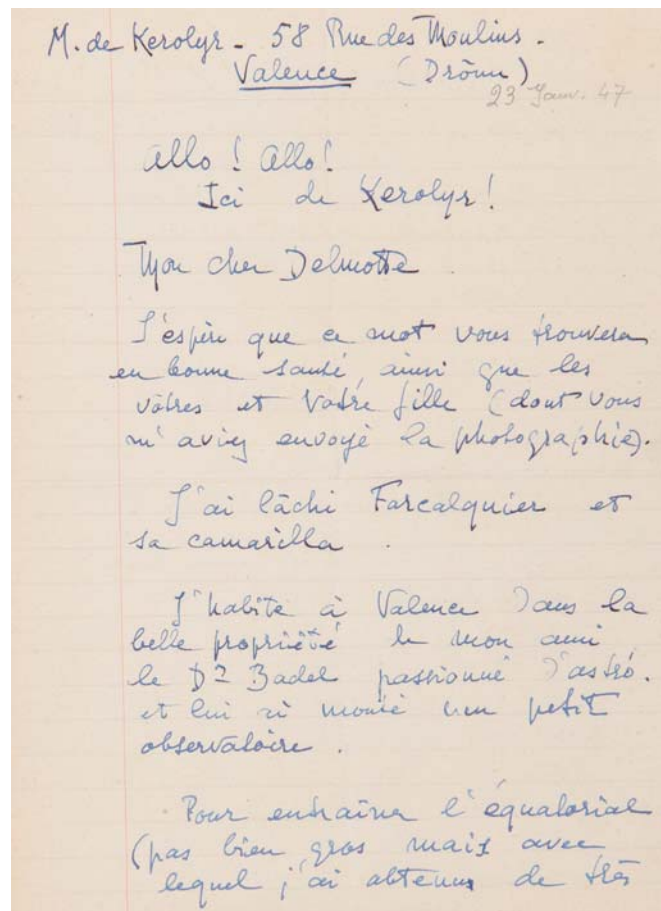 M. de Kerolyr - 58 Rue des Moulins -
Valence (Drôme)
23 Janv. 47
Allo ! Allo !
Ici de Kerolyr !
Mon cher Delmotte
J'espère que ce mot vous trouvera
en bonne santé, ainsi que les
vôtres et Votre fille (dont vous
m'aviez envoyé la photographie).
J'ai lâché Farcalquier et
sa camarilla .
J'habite à Valence dans la
belle propriété de mon ami
le Dr Badel passionné d'astro.
et lui ai monté un petit
observatoire .
Pour entraîner l'équatorial
(pas bien gros mais avec
lequel j'ai obtenus de très